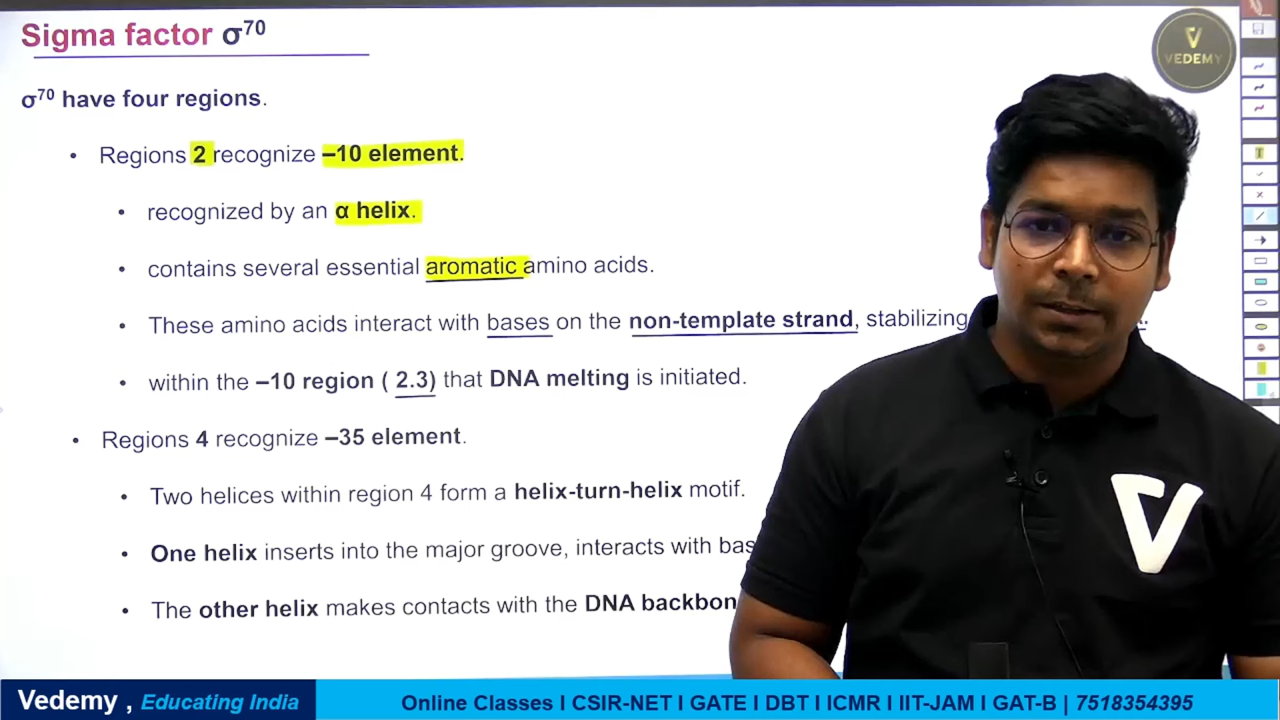 Sigma factor σ⁷⁰
VEDEMY
σ⁷⁰ have four regions.
• Regions 2 recognize –10 element.
• recognized by an α helix.
• contains several essential aromatic amino acids.
• These amino acids interact with bases on the non-template strand, stabilizing
• within the –10 region ( 2.3) that DNA melting is initiated.
• Regions 4 recognize –35 element.
• Two helices within region 4 form a helix-turn-helix motif.
• One helix inserts into the major groove, interacts with bas
• The other helix makes contacts with the DNA backbon
Vedemy , Educating India
Online Classes I CSIR-NET I GATE I DBT I ICMR I IIT-JAM I GAT-B | 7518354395